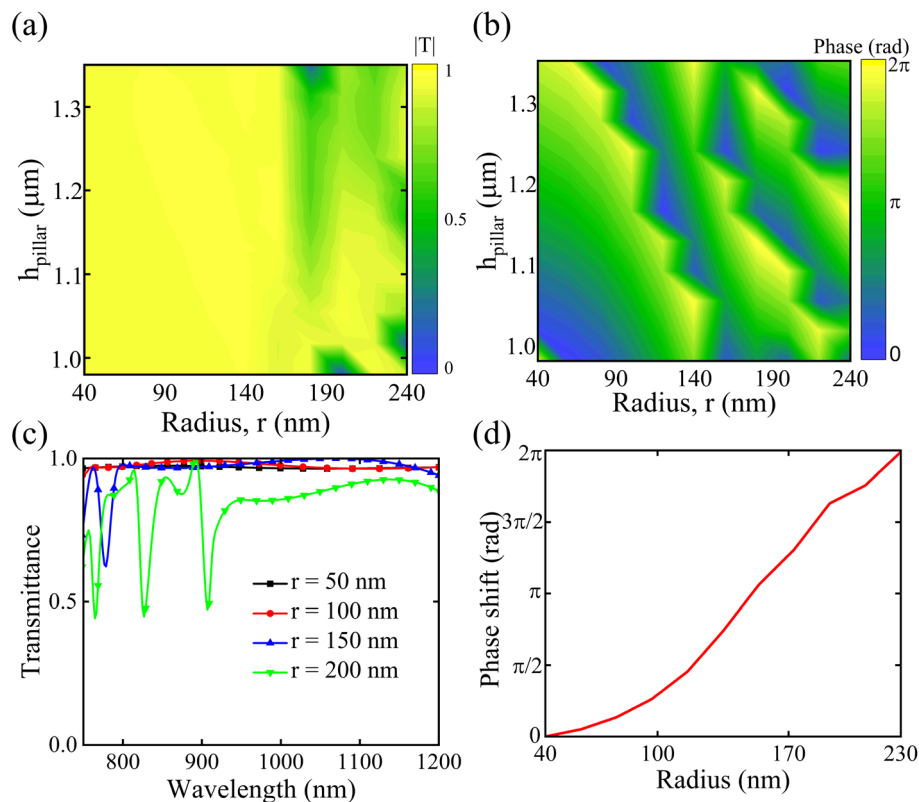 (a)
|T|
1
0.5
0
1.3
1.2
1.1
1.0
h_pillar (μm)
40 90 140 190 240
Radius, r (nm)
(b)
Phase (rad)
2π
π
0
1.3
1.2
1.1
1.0
h_pillar (μm)
40 90 140 190 240
Radius, r (nm)
(c)
1.0
0.5
0.0
Transmittance
r = 50 nm
r = 100 nm
r = 150 nm
r = 200 nm
800 900 1000 1100 1200
Wavelength (nm)
(d)
2π
3π/2
π
π/2
0
Phase shift (rad)
40 100 170 230
Radius (nm)